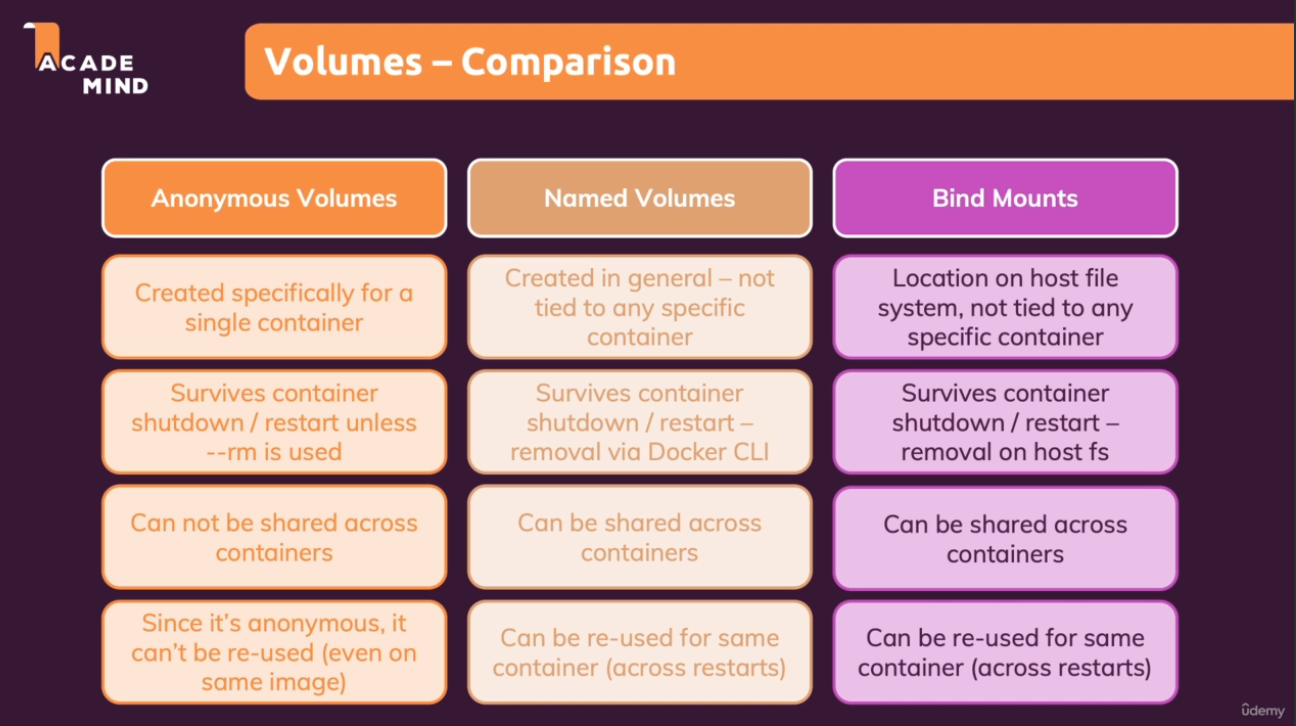 ACADE
MIND
Volumes – Comparison
Anonymous Volumes
Named Volumes
Bind Mounts
Created specifically for a
single container
Created in general – not
tied to any specific
container
Location on host file
system, not tied to any
specific container
Survives container
shutdown / restart unless
--rm is used
Survives container
shutdown / restart –
removal via Docker CLI
Survives container
shutdown / restart –
removal on host fs
Can not be shared across
containers
Can be shared across
containers
Can be shared across
containers
Since it’s anonymous, it
can’t be re-used (even on
same image)
Can be re-used for same
container (across restarts)
Can be re-used for same
container (across restarts)
ûdemy